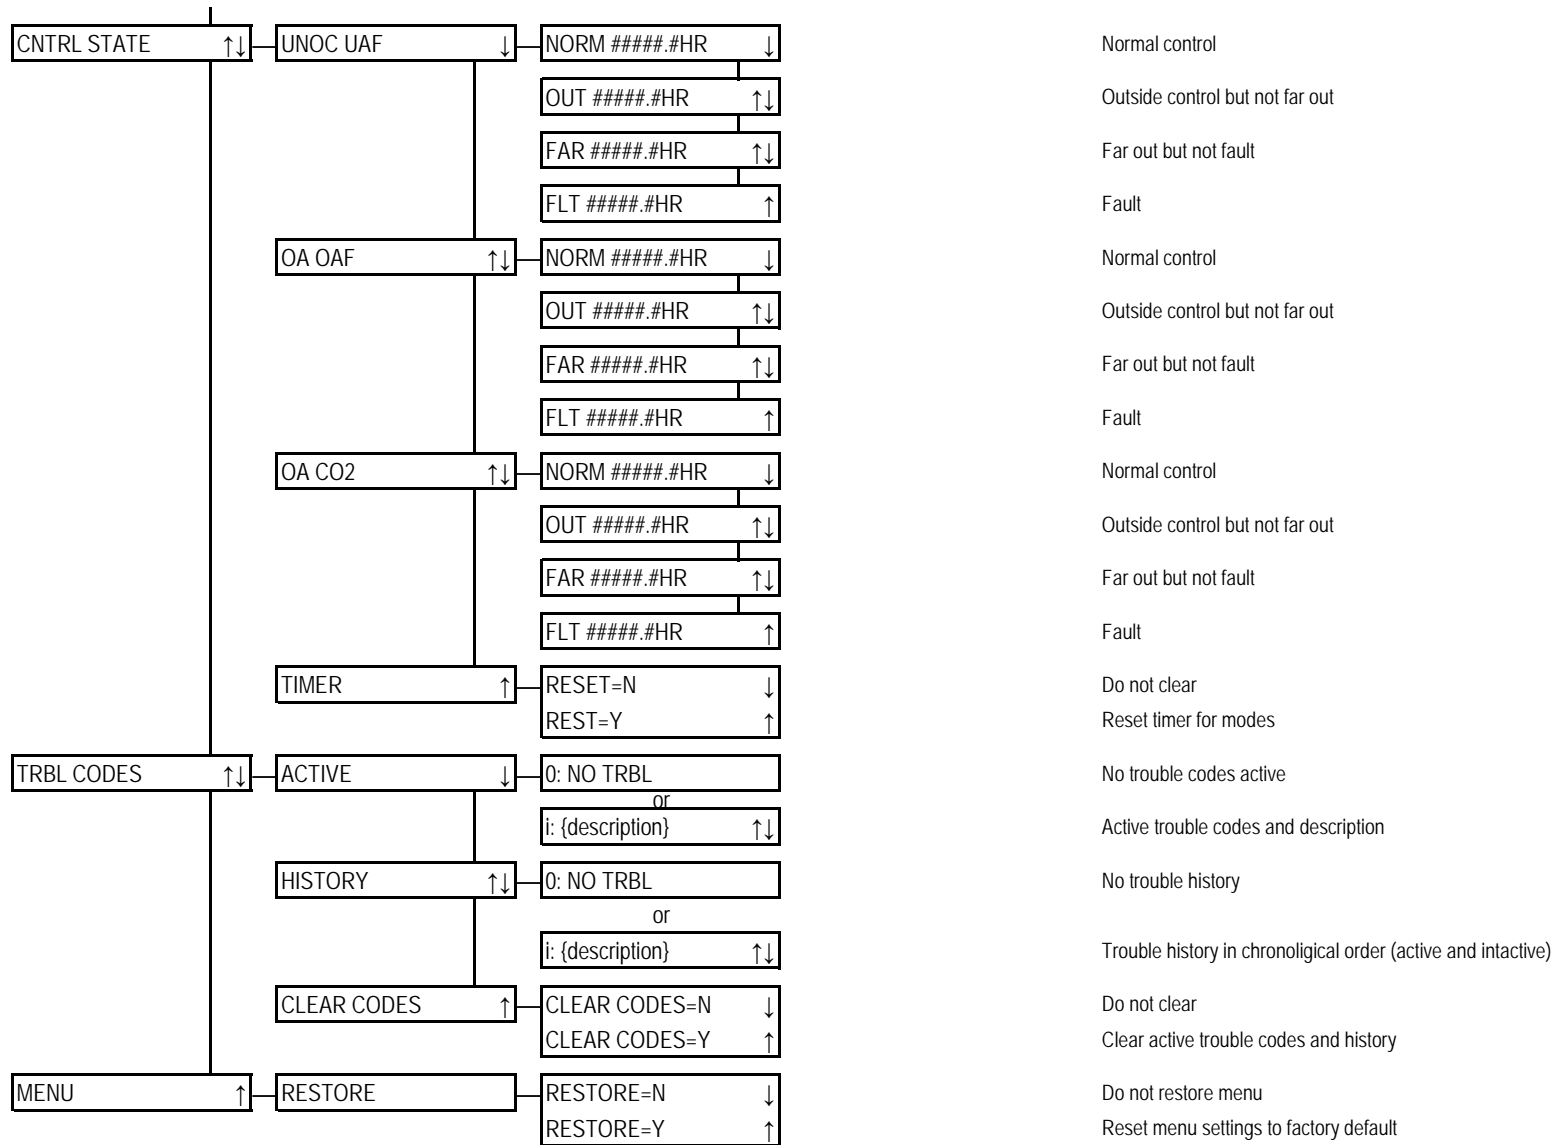 CNTRL STATE ↑↓ UNOC UAF ↓ NORM #####.#HR ↓ Normal control
OUT #####.#HR ↑↓ Outside control but not far out
FAR #####.#HR ↑↓ Far out but not fault
FLT #####.#HR ↑ Fault
OA OAF ↑↓ NORM #####.#HR ↓ Normal control
OUT #####.#HR ↑↓ Outside control but not far out
FAR #####.#HR ↑↓ Far out but not fault
FLT #####.#HR ↑ Fault
OA CO2 ↑↓ NORM #####.#HR ↓ Normal control
OUT #####.#HR ↑↓ Outside control but not far out
FAR #####.#HR ↑↓ Far out but not fault
FLT #####.#HR ↑ Fault
TIMER ↑ RESET=N ↓ Do not clear
REST=Y ↑ Reset timer for modes
TRBL CODES ↑↓ ACTIVE ↓ 0: NO TRBL No trouble codes active
or
i: {description} ↑↓ Active trouble codes and description
HISTORY ↑↓ 0: NO TRBL No trouble history
or
i: {description} ↑↓ Trouble history in chronoligical order (active and intactive)
CLEAR CODES ↑ CLEAR CODES=N ↓ Do not clear
CLEAR CODES=Y ↑ Clear active trouble codes and history
MENU ↑ RESTORE RESTORE=N ↓ Do not restore menu
RESTORE=Y ↑ Reset menu settings to factory default